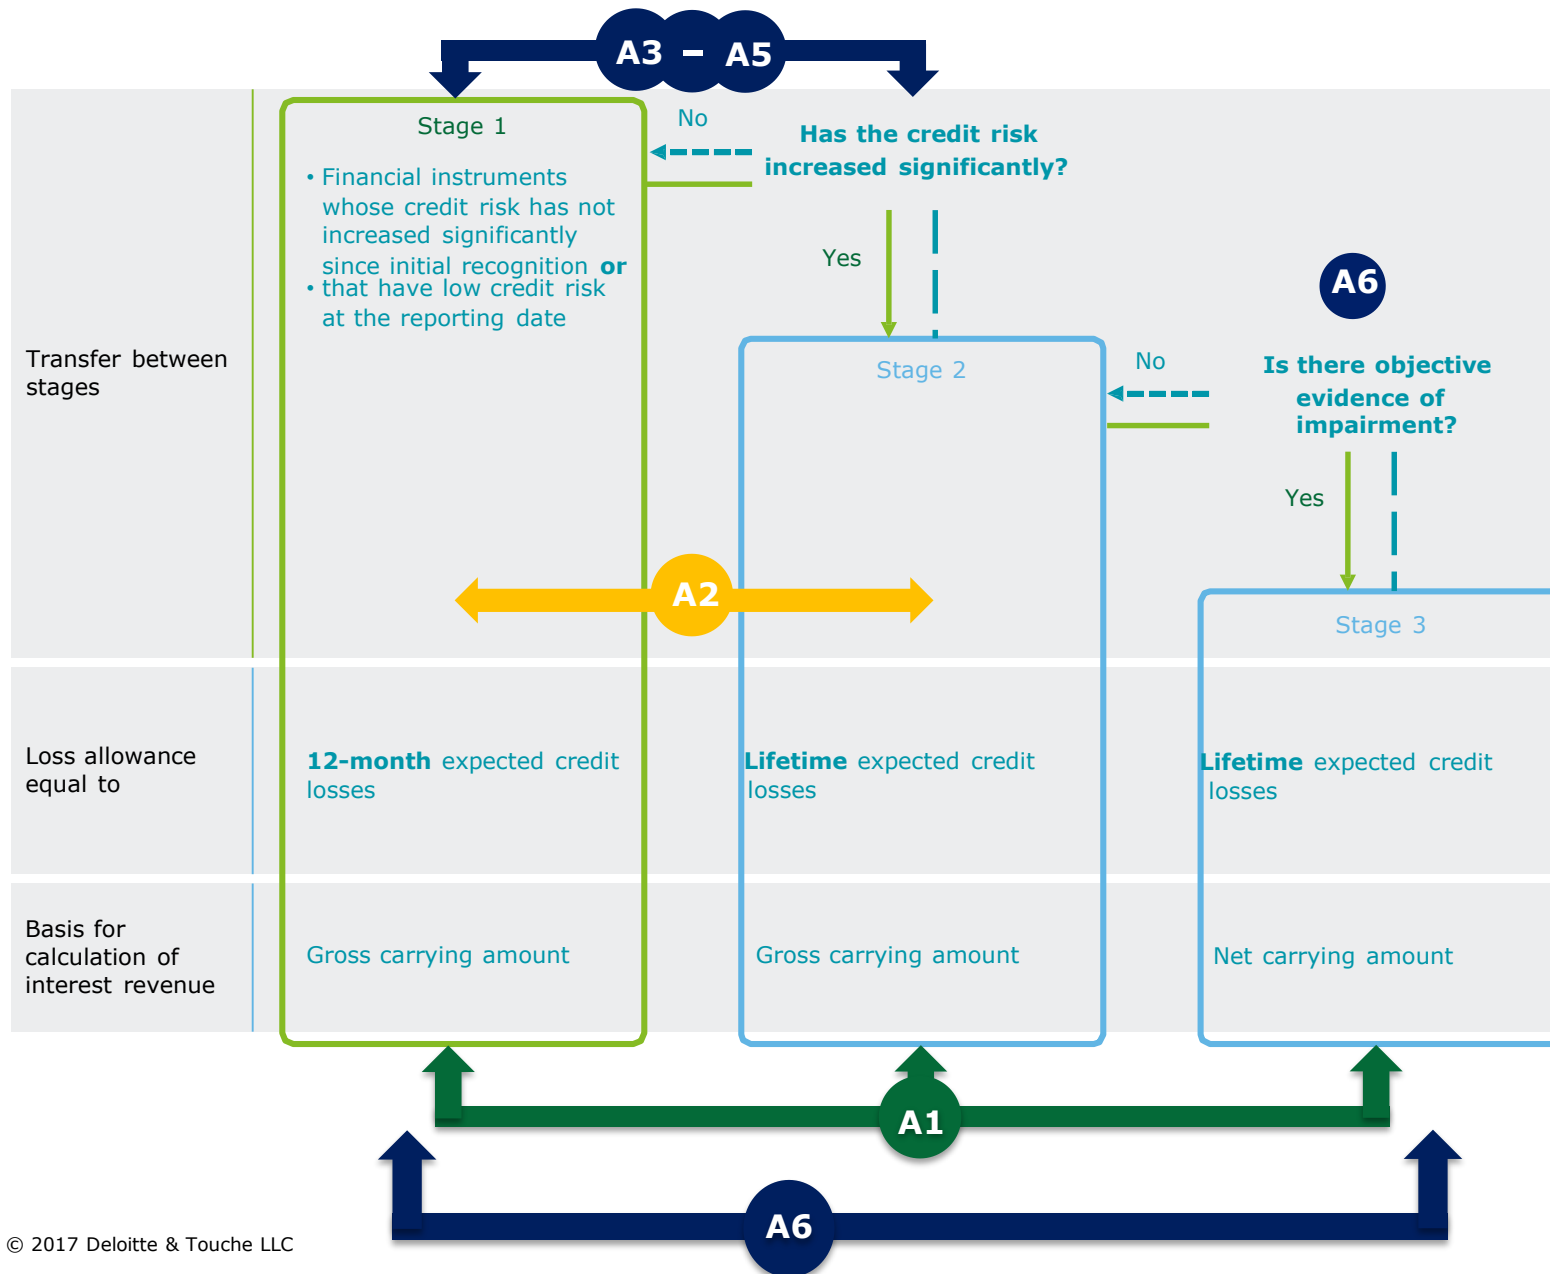 A3 – A5
Stage 1
• Financial instruments
whose credit risk has not
increased significantly
since initial recognition or
• that have low credit risk
at the reporting date
No
Has the credit risk
increased significantly?
Yes
A6
Transfer between
stages
Stage 2
No
Is there objective
evidence of
impairment?
Yes
A2
Stage 3
Loss allowance
equal to
12-month expected credit
losses
Lifetime expected credit
losses
Lifetime expected credit
losses
Basis for
calculation of
interest revenue
Gross carrying amount
Gross carrying amount
Net carrying amount
A1
A6
© 2017 Deloitte & Touche LLC